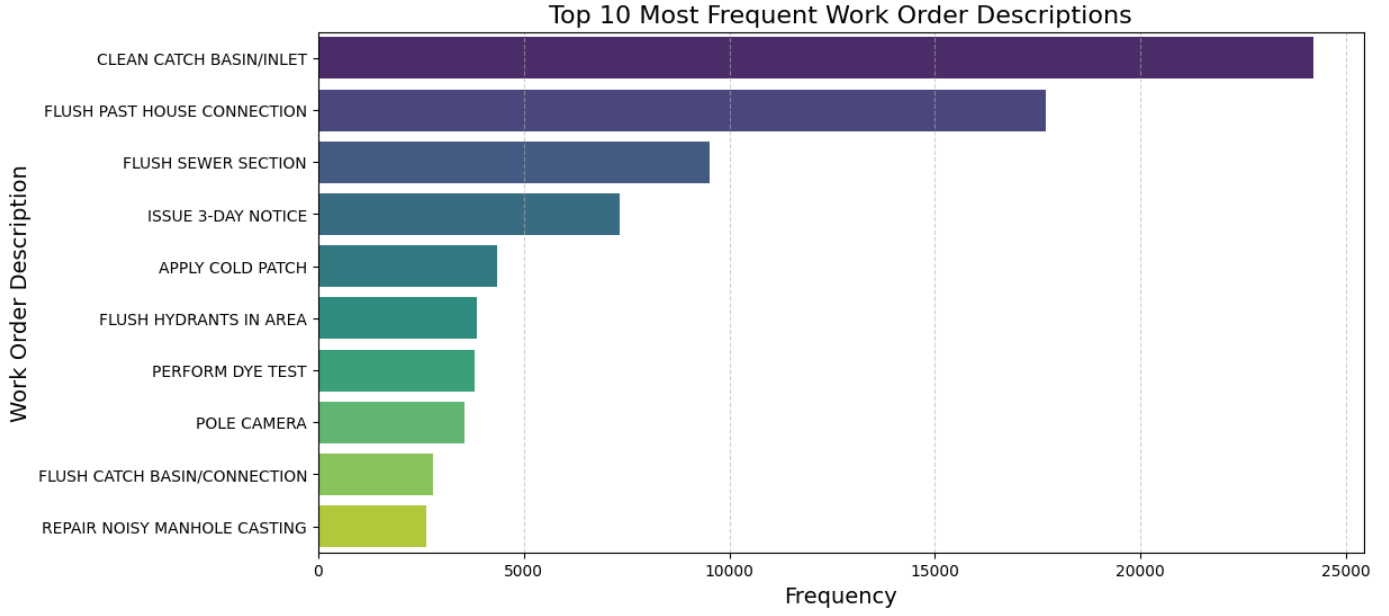 Top 10 Most Frequent Work Order Descriptions
Work Order Description
CLEAN CATCH BASIN/INLET
FLUSH PAST HOUSE CONNECTION
FLUSH SEWER SECTION
ISSUE 3-DAY NOTICE
APPLY COLD PATCH
FLUSH HYDRANTS IN AREA
PERFORM DYE TEST
POLE CAMERA
FLUSH CATCH BASIN/CONNECTION
REPAIR NOISY MANHOLE CASTING
0 5000 10000 15000 20000 25000
Frequency